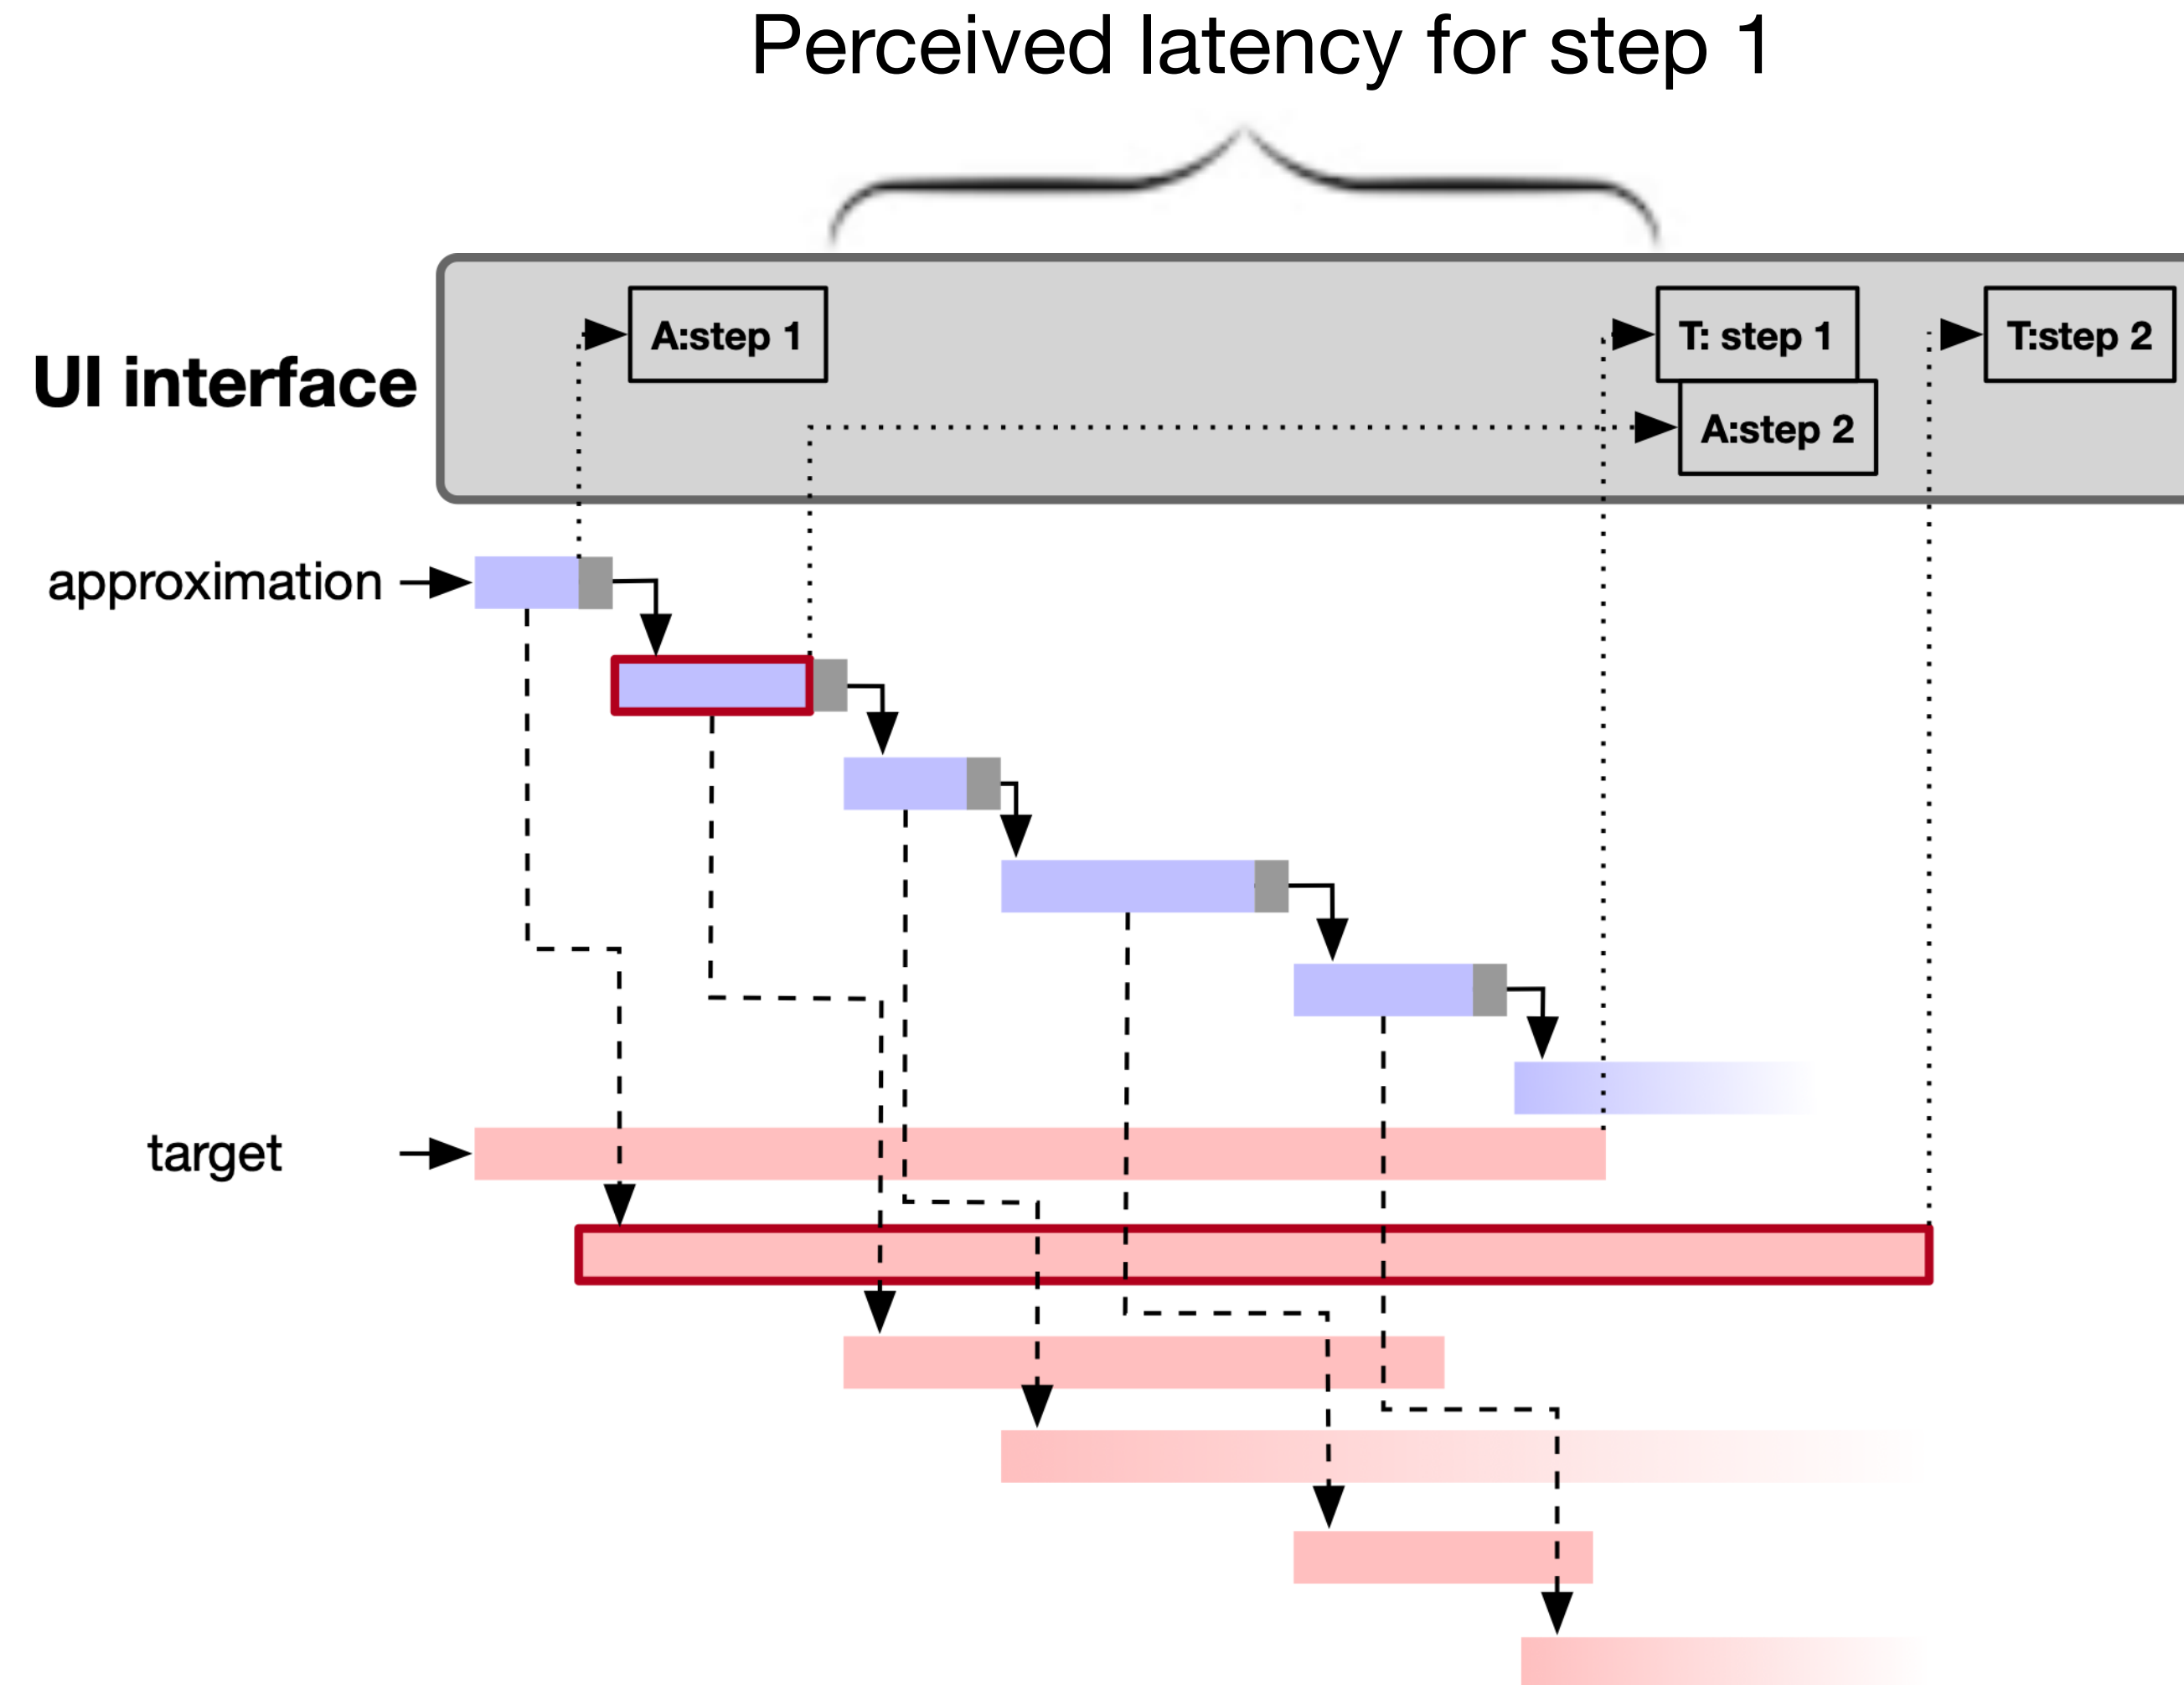 Perceived latency for step 1
A:step 1
T: step 1
T:step 2
UI interface
A:step 2
approximation
target